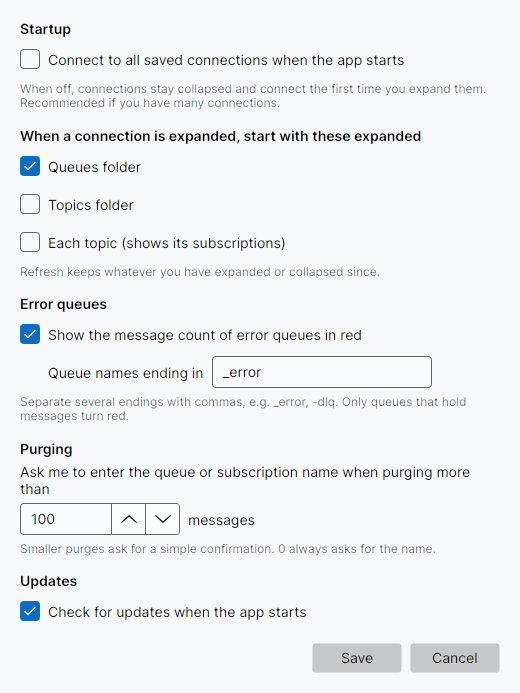 Startup
Connect to all saved connections when the app starts
When off, connections stay collapsed and connect the first time you expand them.
Recommended if you have many connections.
When a connection is expanded, start with these expanded
Queues folder
Topics folder
Each topic (shows its subscriptions)
Refresh keeps whatever you have expanded or collapsed since.
Error queues
Show the message count of error queues in red
Queue names ending in _error
Separate several endings with commas, e.g. _error, -dlq. Only queues that hold
messages turn red.
Purging
Ask me to enter the queue or subscription name when purging more
than
100 messages
Smaller purges ask for a simple confirmation. 0 always asks for the name.
Updates
Check for updates when the app starts
Save Cancel